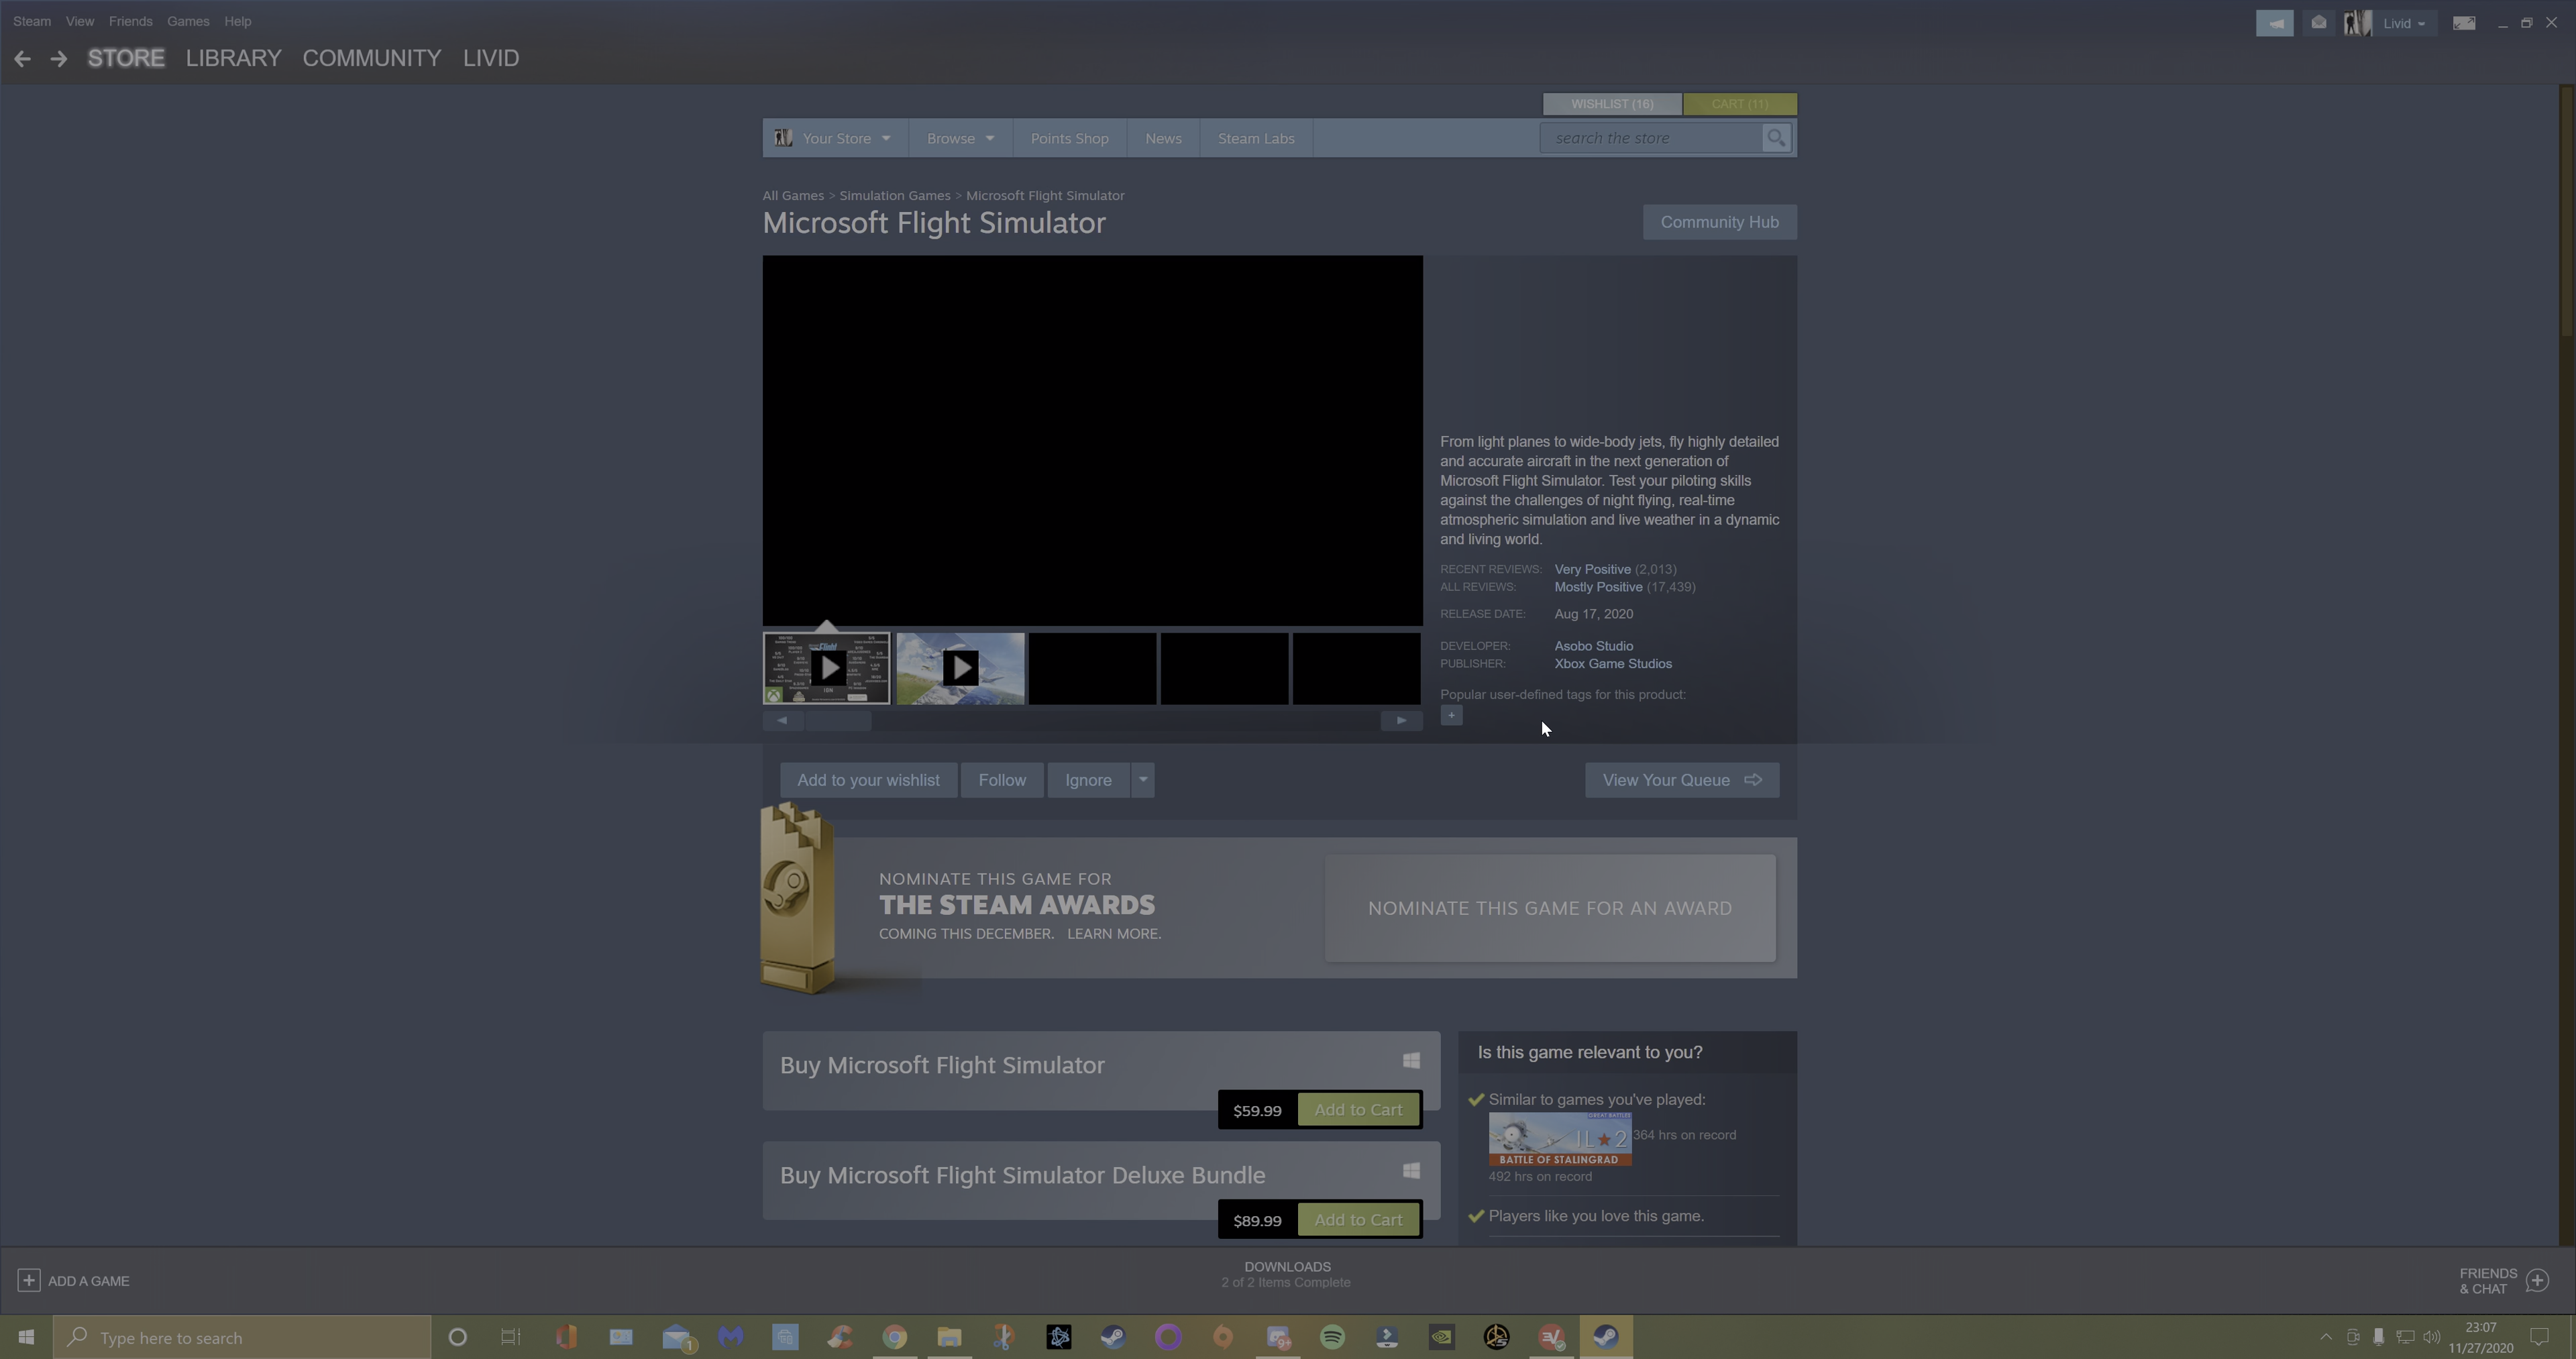 Steam View Friends Games Help
Livid
STORE LIBRARY COMMUNITY LIVID
WISHLIST (16) CART (11)
Your Store Browse Points Shop News Steam Labs search the store
All Games > Simulation Games > Microsoft Flight Simulator
Microsoft Flight Simulator
Community Hub
From light planes to wide-body jets, fly highly detailed
and accurate aircraft in the next generation of
Microsoft Flight Simulator. Test your piloting skills
against the challenges of night flying, real-time
atmospheric simulation and live weather in a dynamic
and living world.
RECENT REVIEWS: Very Positive (2,013)
ALL REVIEWS: Mostly Positive (17,439)
RELEASE DATE: Aug 17, 2020
DEVELOPER: Asobo Studio
PUBLISHER: Xbox Game Studios
Popular user-defined tags for this product:
+
Add to your wishlist Follow Ignore View Your Queue
NOMINATE THIS GAME FOR
THE STEAM AWARDS
COMING THIS DECEMBER. LEARN MORE.
NOMINATE THIS GAME FOR AN AWARD
Buy Microsoft Flight Simulator
$59.99 Add to Cart
Buy Microsoft Flight Simulator Deluxe Bundle
$89.99 Add to Cart
Is this game relevant to you?
Similar to games you've played:
GREAT BATTLES
IL★2
BATTLE OF STALINGRAD
364 hrs on record
492 hrs on record
Players like you love this game.
ADD A GAME
DOWNLOADS
2 of 2 Items Complete
FRIENDS
& CHAT
Type here to search
1
9+
23:07
11/27/2020